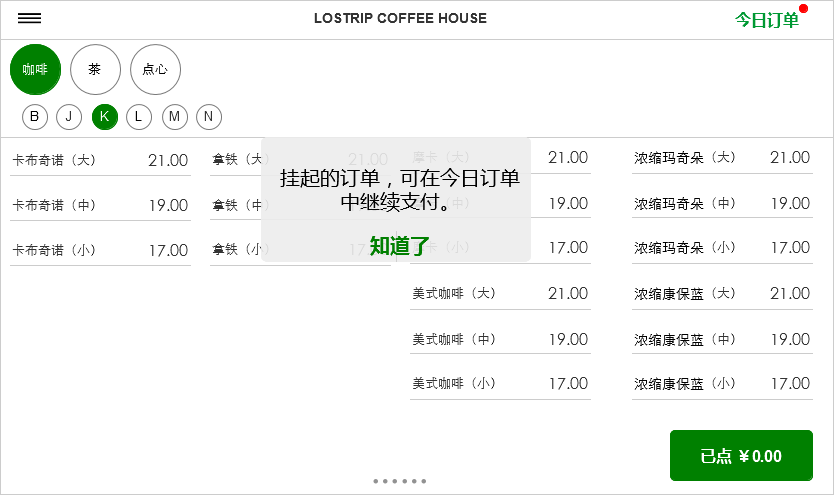 LOSTRIP COFFEE HOUSE
今日订单
咖啡 茶 点心
B J K L M N
卡布奇诺（大） 21.00 拿铁（大） 21.00 摩卡（大） 21.00 浓缩玛奇朵（大） 21.00
挂起的订单，可在今日订单
中继续支付。
知道了
卡布奇诺（中） 19.00 拿铁（中） （中） 19.00 浓缩玛奇朵（中） 19.00
卡布奇诺（小） 17.00 拿铁（小） 17.00 摩卡（小） 17.00 浓缩玛奇朵（小） 17.00
美式咖啡（大） 21.00 浓缩康保蓝（大） 21.00
美式咖啡（中） 19.00 浓缩康保蓝（中） 19.00
美式咖啡（小） 17.00 浓缩康保蓝（小） 17.00
已点 ￥0.00